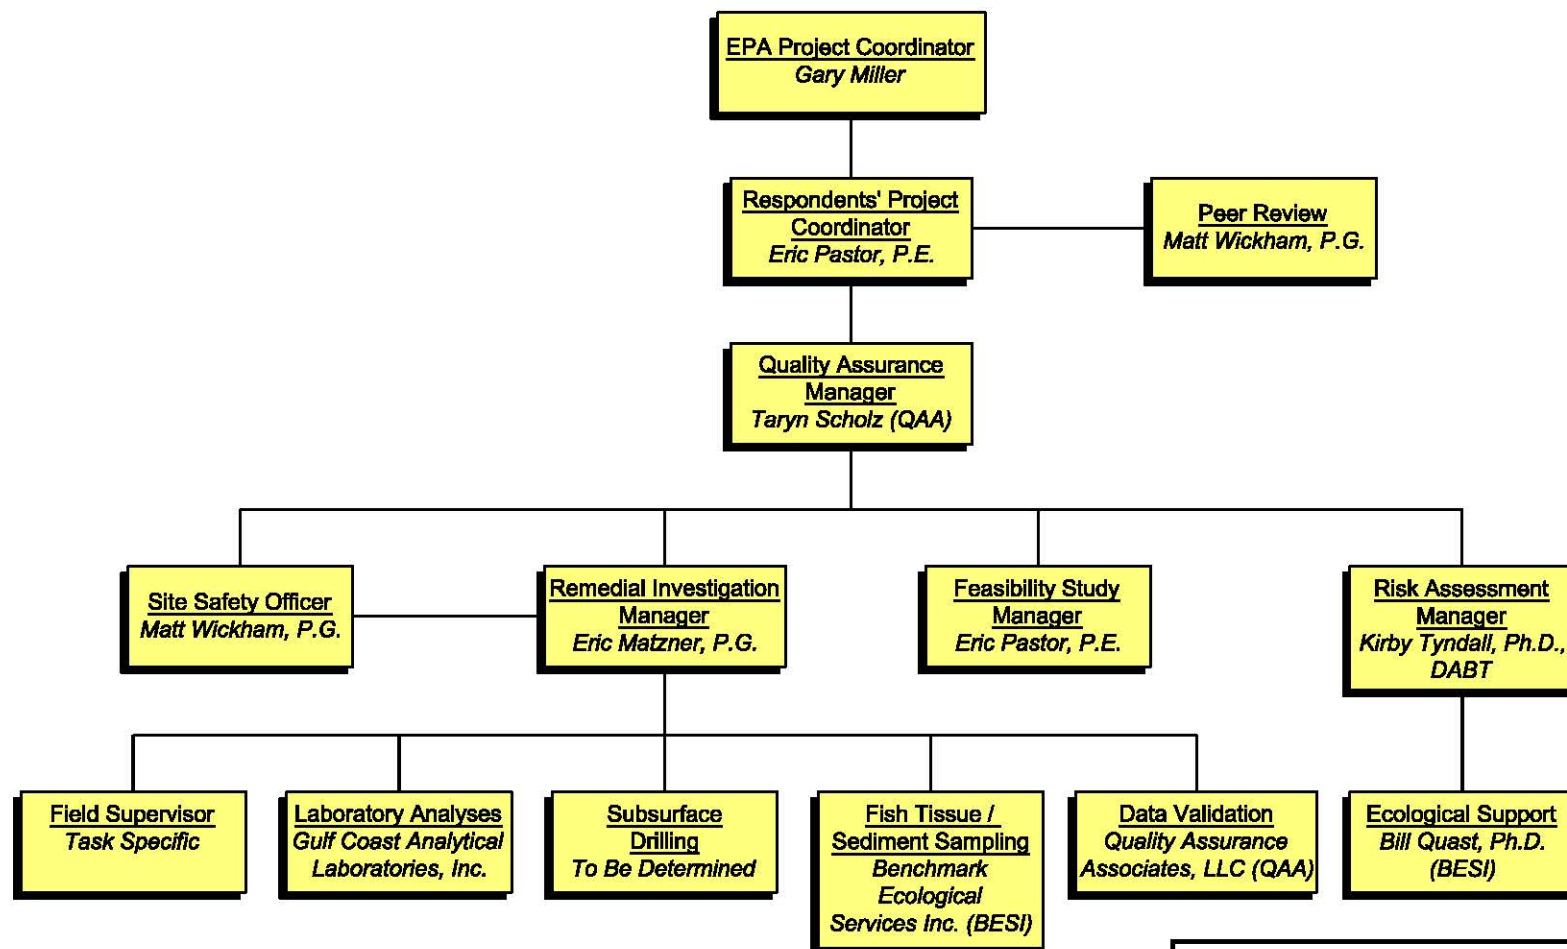 EPA Project Coordinator
Gary Miller
Respondents' Project
Coordinator
Eric Pastor, P.E.
Peer Review
Matt Wickham, P.G.
Quality Assurance
Manager
Taryn Scholz (QAA)
Site Safety Officer
Matt Wickham, P.G.
Remedial Investigation
Manager
Eric Matzner, P.G.
Feasibility Study
Manager
Eric Pastor, P.E.
Risk Assessment
Manager
Kirby Tyndall, Ph.D.,
DABT
Field Supervisor
Task Specific
Laboratory Analyses
Gulf Coast Analytical
Laboratories, Inc.
Subsurface
Drilling
To Be Determined
Fish Tissue /
Sediment Sampling
Benchmark
Ecological
Services Inc. (BESI)
Data Validation
Quality Assurance
Associates, LLC (QAA)
Ecological Support
Bill Quast, Ph.D.
(BESI)